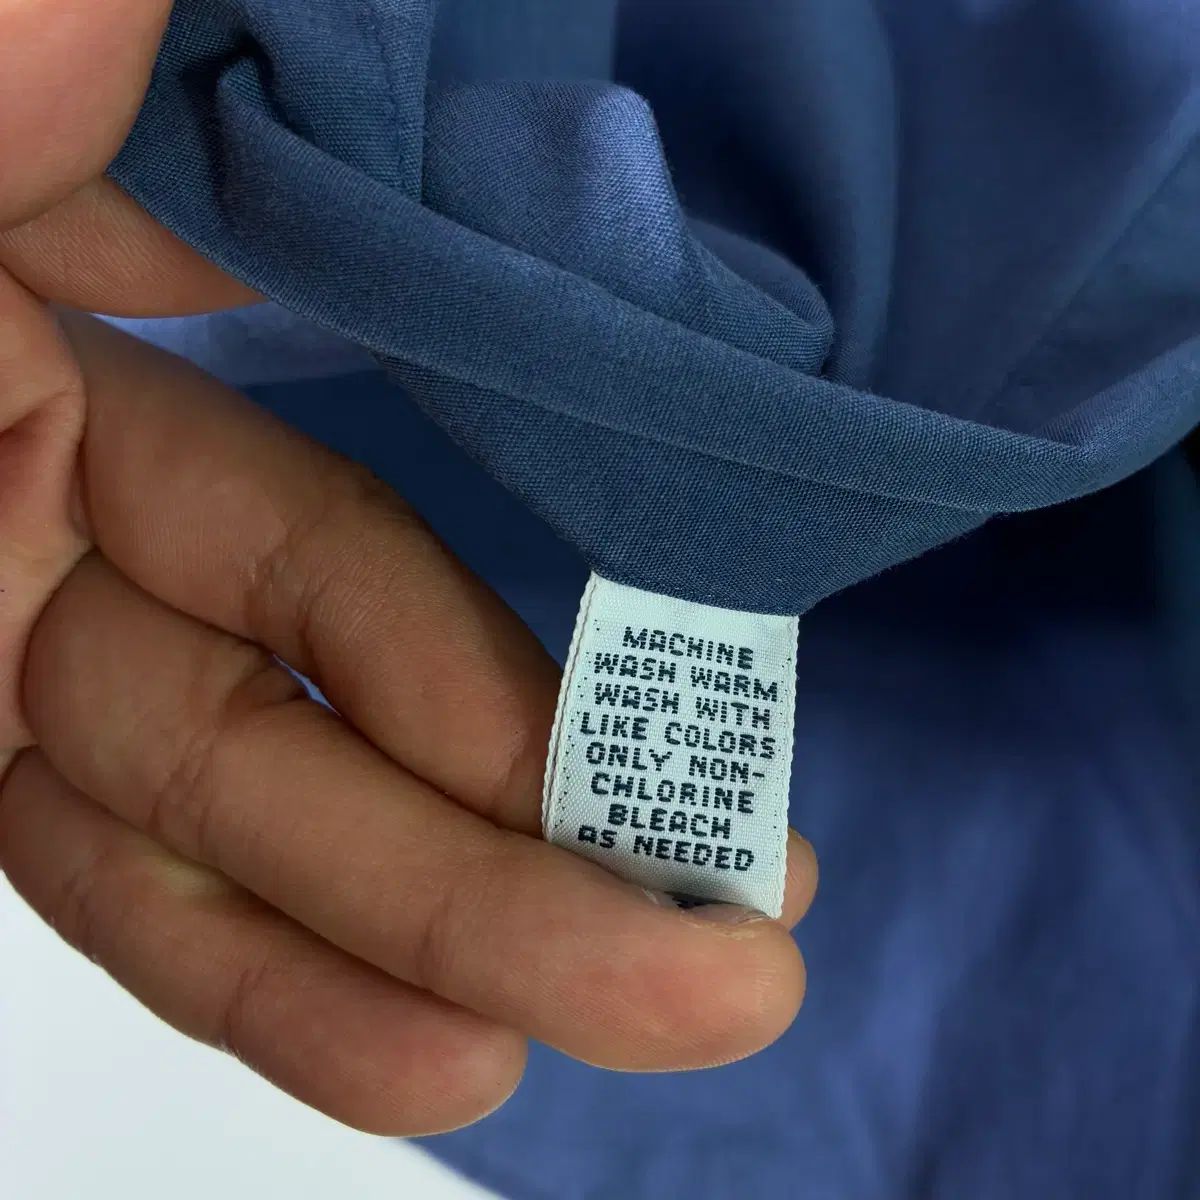 MACHINE
WASH WARM
WASH WITH
LIKE COLORS
ONLY NON-
CHLORINE
BLEACH
AS NEEDED